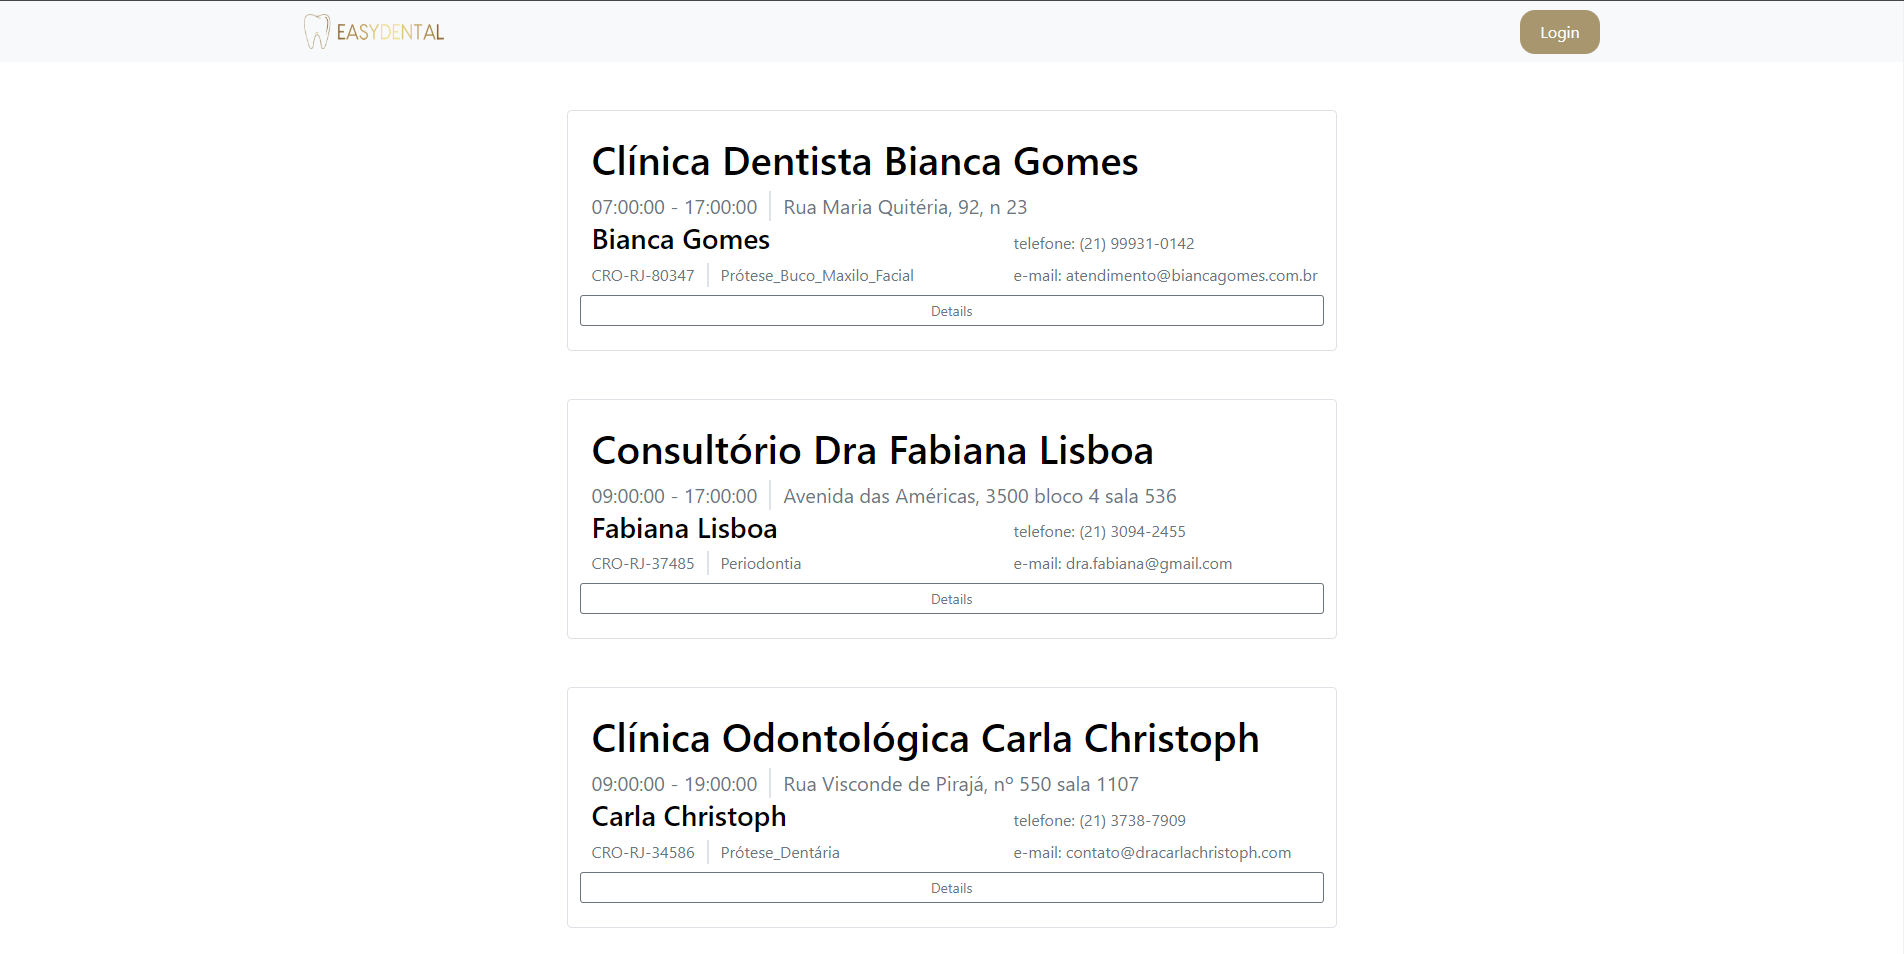 EASYDENTAL
Login
Clínica Dentista Bianca Gomes
07:00:00 - 17:00:00 Rua Maria Quitéria, 92, n 23
Bianca Gomes
telefone: (21) 99931-0142
CRO-RJ-80347 Prótese_Buco_Maxilo_Facial
e-mail: atendimento@biancagomes.com.br
Details
Consultório Dra Fabiana Lisboa
09:00:00 - 17:00:00 Avenida das Américas, 3500 bloco 4 sala 536
Fabiana Lisboa
telefone: (21) 3094-2455
CRO-RJ-37485 Periodontia
e-mail: dra.fabiana@gmail.com
Details
Clínica Odontológica Carla Christoph
09:00:00 - 19:00:00 Rua Visconde de Pirajá, nº 550 sala 1107
Carla Christoph
telefone: (21) 3738-7909
CRO-RJ-34586 Prótese_Dentária
e-mail: contato@dracarlachristoph.com
Details